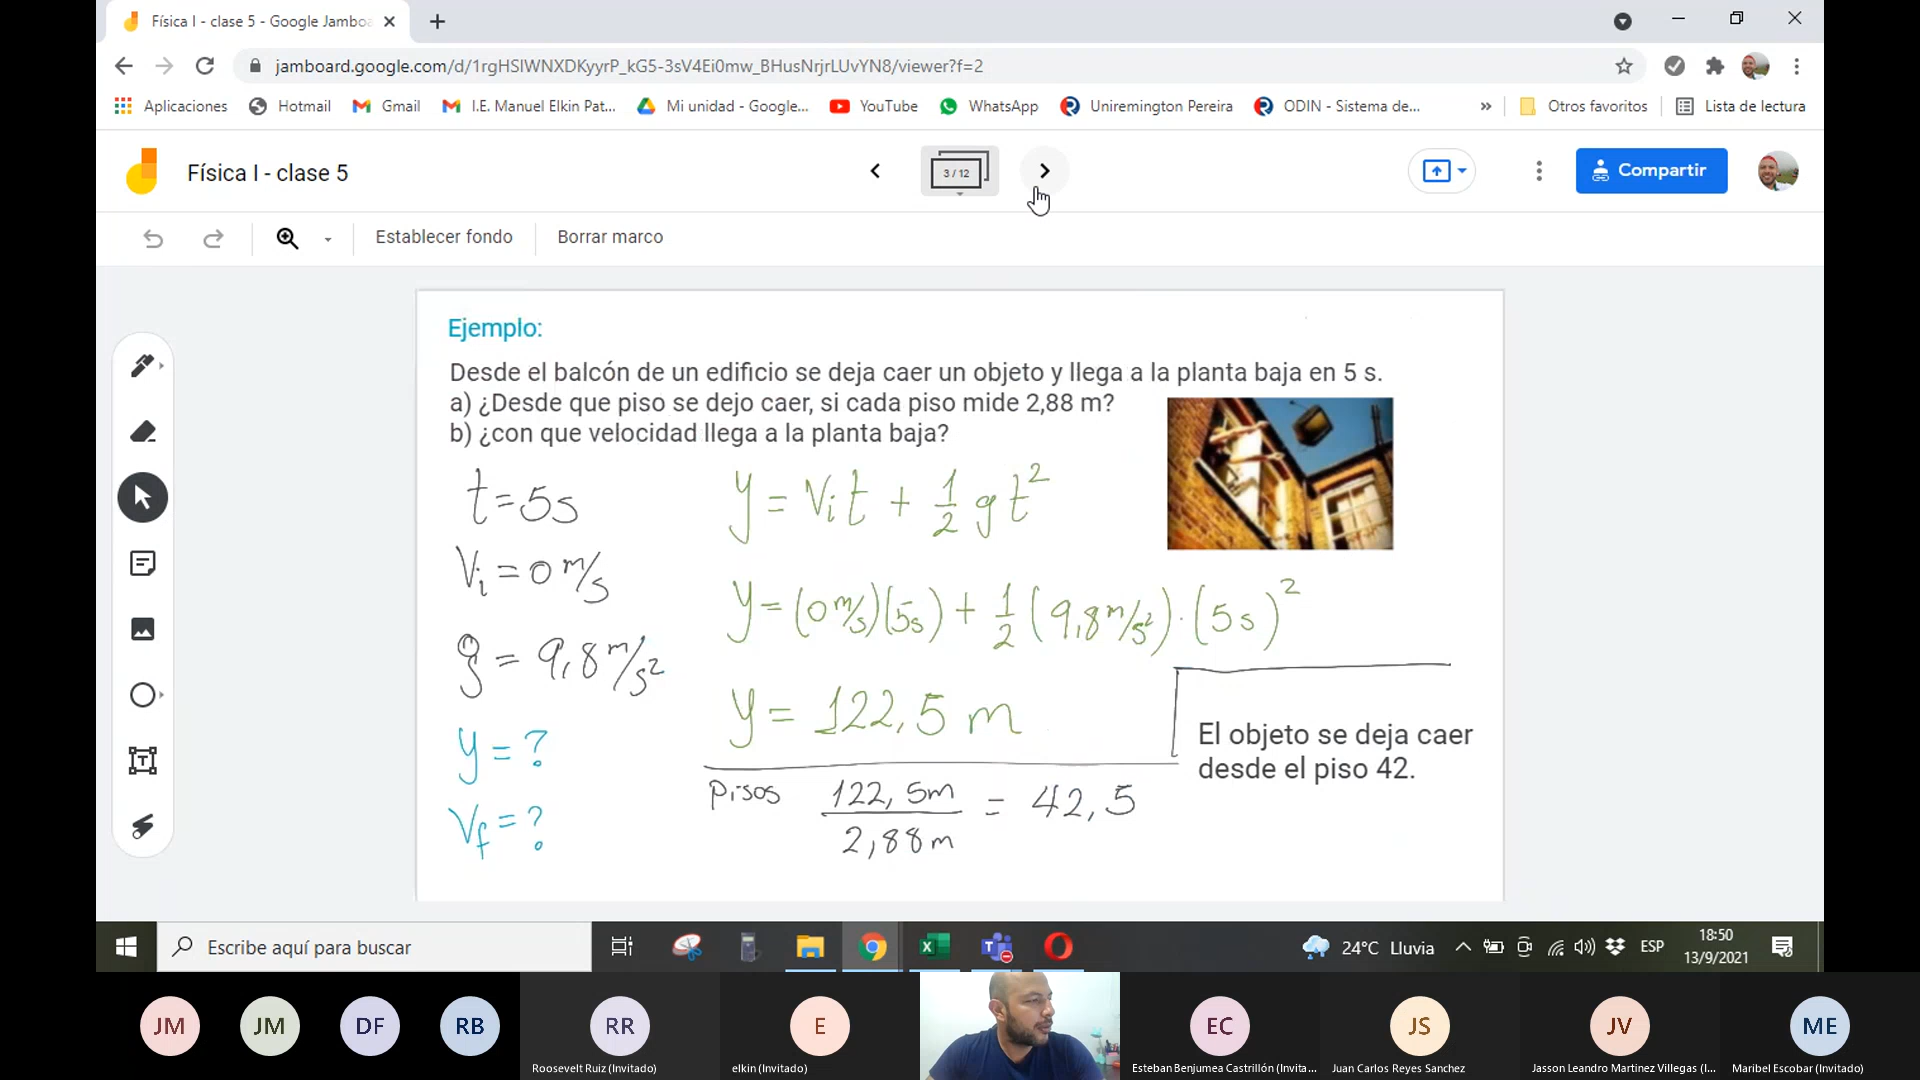 Física I - clase 5 - Google Jambo
jamboard.google.com/d/1rgHSlWNXDKyyrP_kG5-3sV4Ei0mw_BHusNrjrLUvYN8/viewer?f=2
Aplicaciones Hotmail Gmail I.E. Manuel Elkin Pat... Mi unidad - Google... YouTube WhatsApp Uniremington Pereira ODIN - Sistema de... » Otros favoritos Lista de lectura
Física I - clase 5
3 / 12
Compartir
Establecer fondo Borrar marco
Ejemplo:
Desde el balcón de un edificio se deja caer un objeto y llega a la planta baja en 5 s.
a) ¿Desde que piso se dejo caer, si cada piso mide 2,88 m?
b) ¿con que velocidad llega a la planta baja?
t = 5s
Vi = 0 m/s
g = 9,8 m/s²
y = ?
Vf = ?
y = Vi t + 1/2 g t²
y = (0 m/s)(5s) + 1/2 (9,8 m/s²) · (5s)²
y = 122,5 m
Pisos 122,5m / 2,88m = 42,5
El objeto se deja caer
desde el piso 42.
Escribe aquí para buscar
24°C Lluvia
ESP
18:50
13/9/2021
JM JM DF RB RR E EC JS JV ME
Roosevelt Ruiz (Invitado) elkin (Invitado) Esteban Benjumea Castrillón (Invita... Juan Carlos Reyes Sanchez Jasson Leandro Martinez Villegas (I... Maribel Escobar (Invitado)